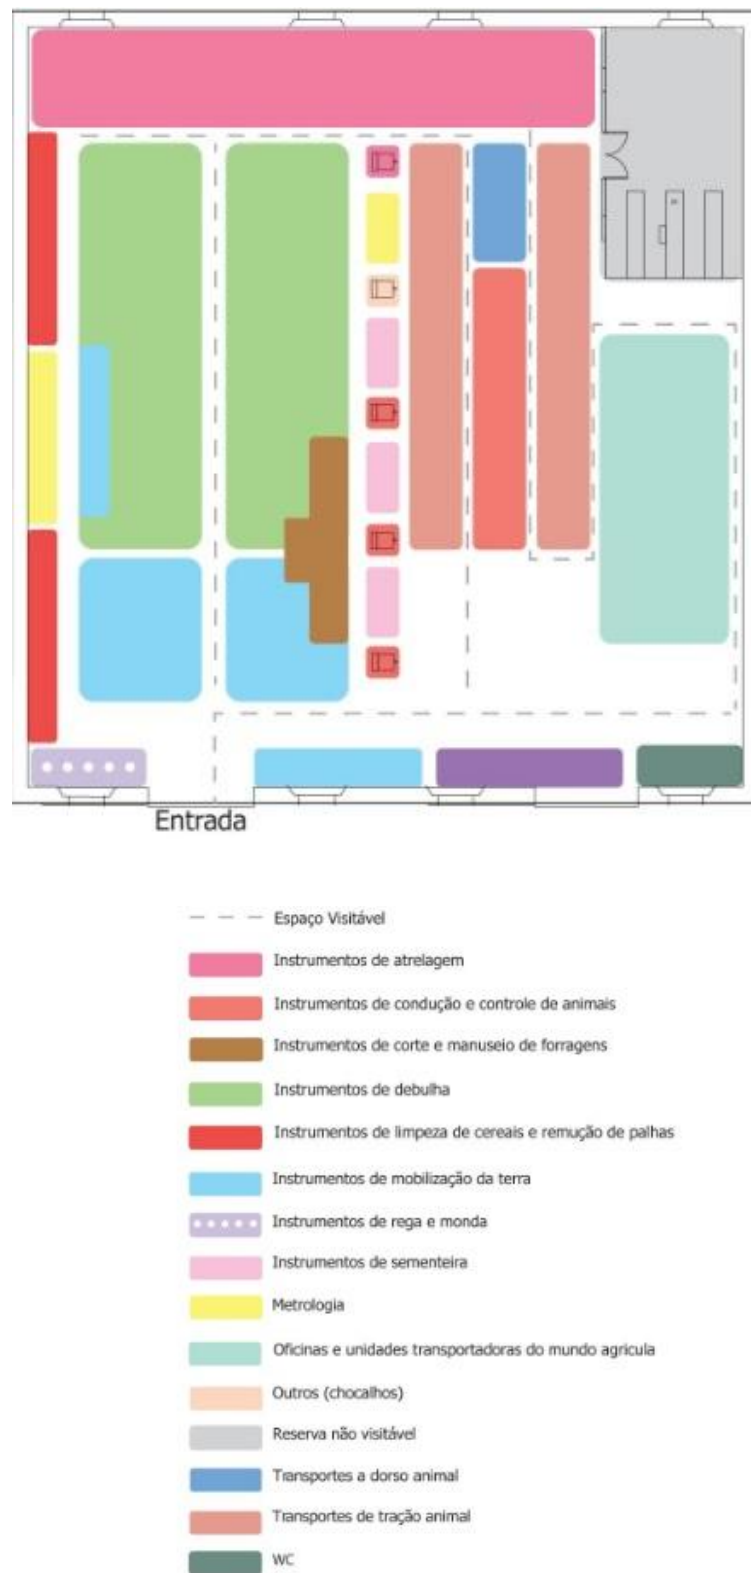 Entrada
Espaço Visitável
Instrumentos de atrelagem
Instrumentos de condução e controle de animais
Instrumentos de corte e manuseio de forragens
Instrumentos de debulha
Instrumentos de limpeza de cereais e remução de palhas
Instrumentos de mobilização da terra
Instrumentos de rega e monda
Instrumentos de sementeira
Metrologia
Oficinas e unidades transportadoras do mundo agricula
Outros (chocalhos)
Reserva não visitável
Transportes a dorso animal
Transportes de tração animal
WC